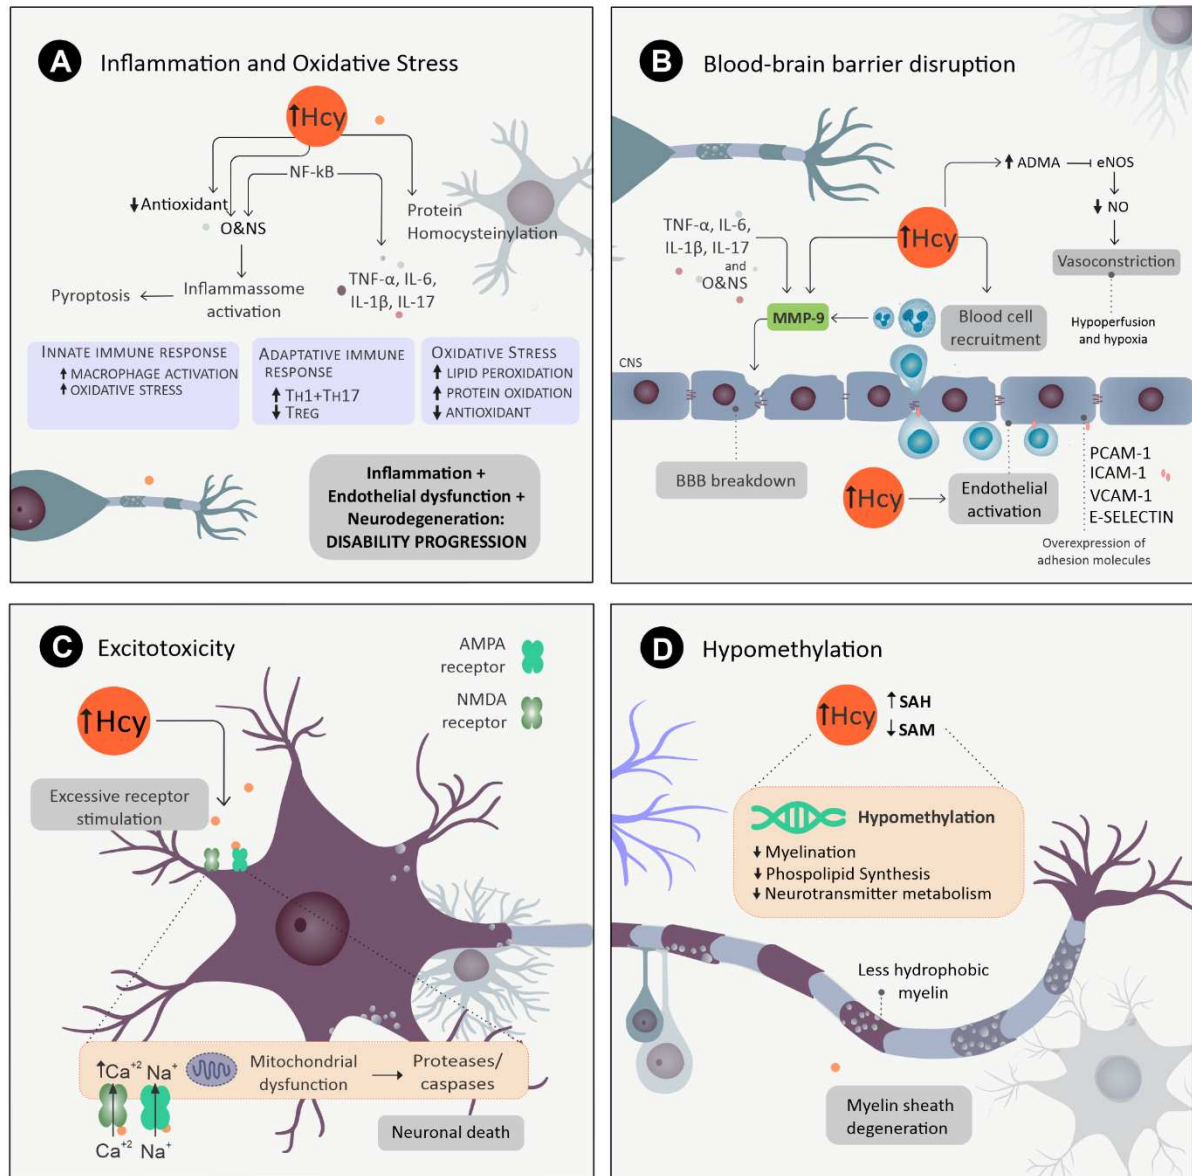 A Inflammation and Oxidative Stress
↑Hcy
NF-kB
↓Antioxidant
O&NS
Protein
Homocysteinylation
Pyroptosis
Inflammassome
activation
TNF-α, IL-6,
IL-1β, IL-17
INNATE IMMUNE RESPONSE
↑ MACROPHAGE ACTIVATION
↑ OXIDATIVE STRESS
ADAPTATIVE IMMUNE
RESPONSE
↑ TH1+TH17
↓ TREG
OXIDATIVE STRESS
↑ LIPID PEROXIDATION
↑ PROTEIN OXIDATION
↓ ANTIOXIDANT
Inflammation +
Endothelial dysfunction +
Neurodegeneration:
DISABILITY PROGRESSION
B Blood-brain barrier disruption
↑ ADMA
eNOS
↓ NO
Vasoconstriction
Hypoperfusion
and hypoxia
TNF-α, IL-6,
IL-1β, IL-17
and
O&NS
↑Hcy
MMP-9
Blood cell
recruitment
CNS
BBB breakdown
↑Hcy
Endothelial
activation
PCAM-1
ICAM-1
VCAM-1
E-SELECTIN
Overexpression of
adhesion molecules
C Excitotoxicity
AMPA
receptor
NMDA
receptor
↑Hcy
Excessive receptor
stimulation
↑Ca+2 Na+
Mitochondrial
dysfunction
Proteases/
caspases
Ca+2 Na+
Neuronal death
D Hypomethylation
↑Hcy
↑SAH
↓SAM
Hypomethylation
↓ Myelination
↓ Phospolipid Synthesis
↓ Neurotransmitter metabolism
Less hydrophobic
myelin
Myelin sheath
degeneration